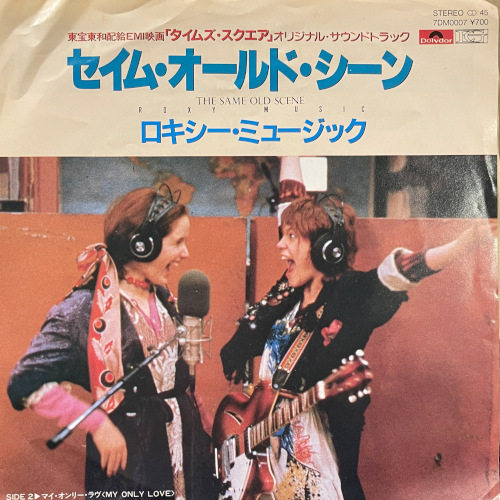 STEREO CD 45
7DM0007 ¥700
東宝東和配給EMI映画「タイムズ・スクエア」オリジナル・サウンドトラック
Polydor
セイム・オールド・シーン
THE SAME OLD SCENE
ROXY MUSIC
ロキシー・ミュージック
SIDE 2▶マイ・オンリー・ラヴ〈MY ONLY LOVE〉